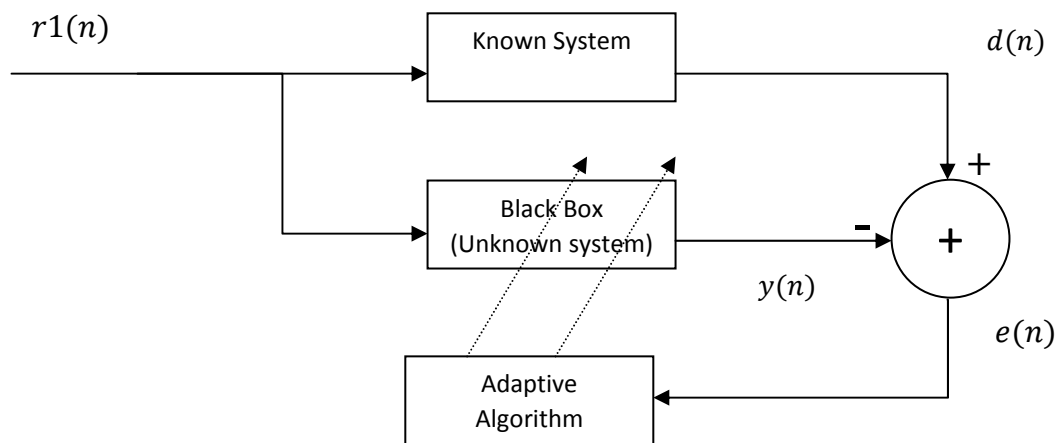 r1(n)
Known System
d(n)
+
Black Box
(Unknown system)
-
+
y(n)
e(n)
Adaptive
Algorithm